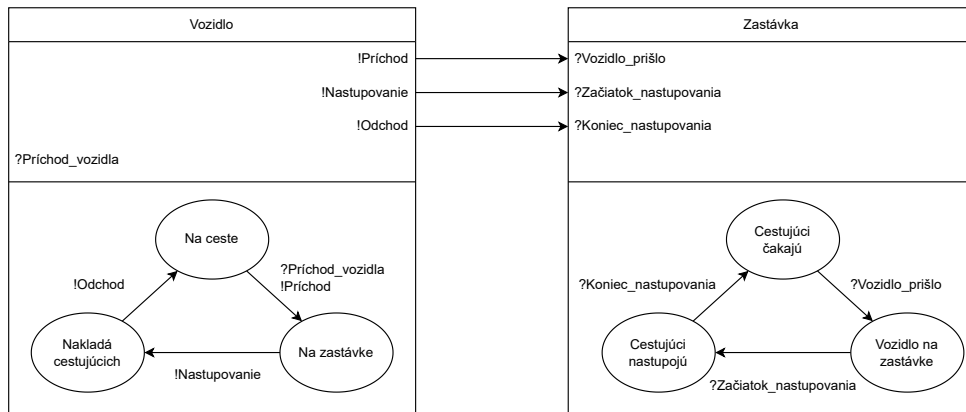 Vozidlo
!Príchod
!Nastupovanie
!Odchod
?Príchod_vozidla
Na ceste
!Odchod
?Príchod_vozidla
!Príchod
Nakladá
cestujúcich
Na zastávke
!Nastupovanie
Zastávka
?Vozidlo_prišlo
?Začiatok_nastupovania
?Koniec_nastupovania
Cestujúci
čakajú
?Koniec_nastupovania
?Vozidlo_prišlo
Cestujúci
nastupojú
Vozidlo na
zastávke
?Začiatok_nastupovania